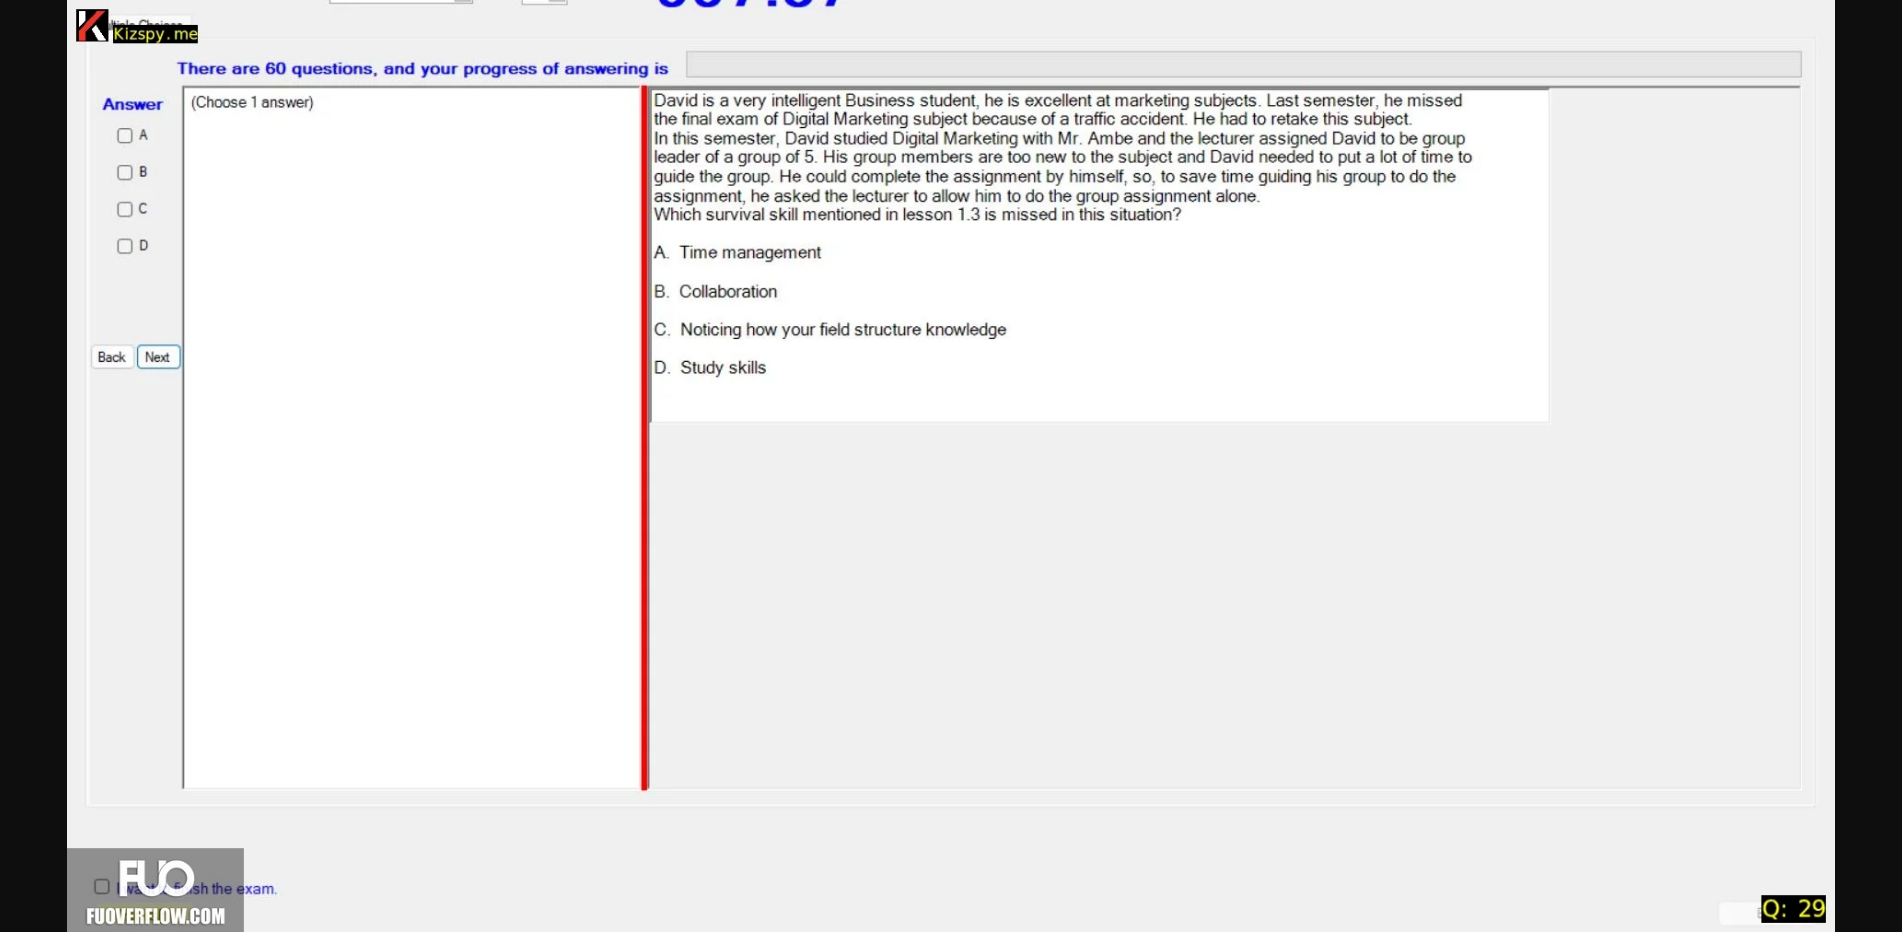 Kizspy.me
There are 60 questions, and your progress of answering is
Answer
(Choose 1 answer)
A
B
C
D
Back
Next
David is a very intelligent Business student, he is excellent at marketing subjects. Last semester, he missed
the final exam of Digital Marketing subject because of a traffic accident. He had to retake this subject.
In this semester, David studied Digital Marketing with Mr. Ambe and the lecturer assigned David to be group
leader of a group of 5. His group members are too new to the subject and David needed to put a lot of time to
guide the group. He could complete the assignment by himself, so, to save time guiding his group to do the
assignment, he asked the lecturer to allow him to do the group assignment alone.
Which survival skill mentioned in lesson 1.3 is missed in this situation?
A. Time management
B. Collaboration
C. Noticing how your field structure knowledge
D. Study skills
the exam.
FUO
FUOVERFLOW.COM
Q: 29